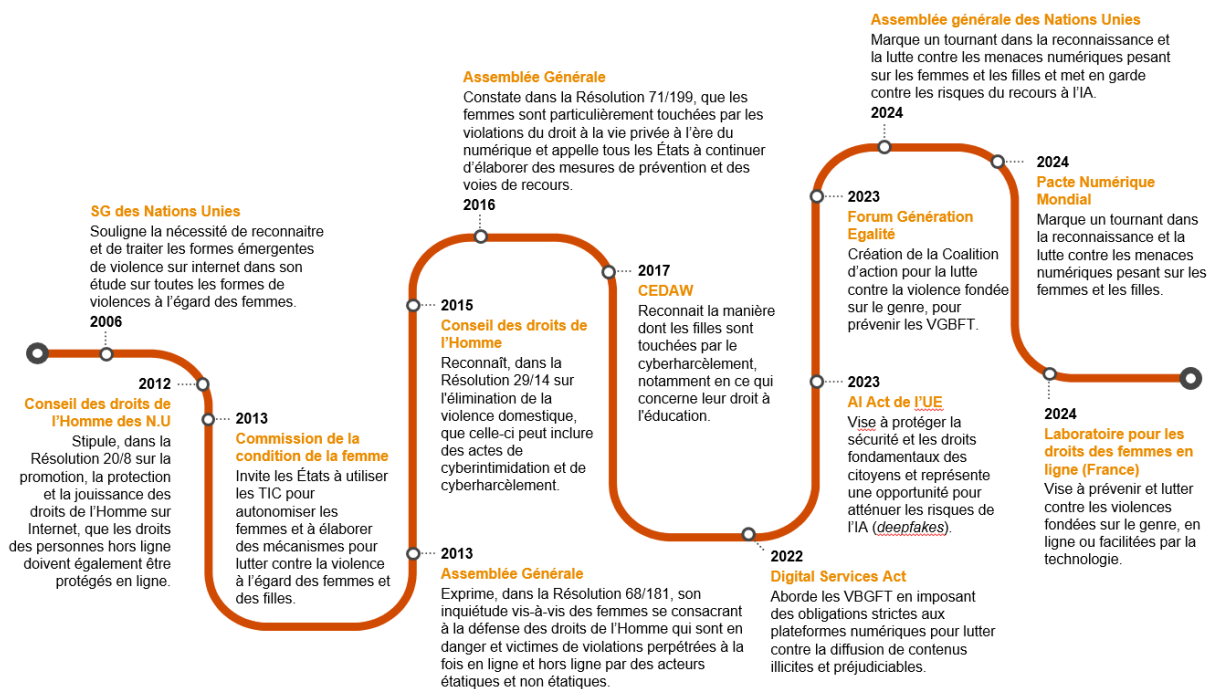 SG des Nations Unies
Souligne la nécessité de reconnaitre
et de traiter les formes émergentes
de violence sur internet dans son
étude sur toutes les formes de
violences à l'égard des femmes.
2006
2012
Conseil des droits de
l'Homme des N.U
Stipule, dans la
Résolution 20/8 sur la
promotion, la protection
et la jouissance des
droits de l'Homme sur
Internet, que les droits
des personnes hors ligne
doivent également être
protégés en ligne.
2013
Commission de la
condition de la femme
Invite les États à utiliser
les TIC pour
autonomiser les
femmes et à élaborer
des mécanismes pour
lutter contre la violence
à l'égard des femmes et
des filles.
2013
Assemblée Générale
Exprime, dans la Résolution 68/181, son
inquiétude vis-à-vis des femmes se consacrant
à la défense des droits de l'Homme qui sont en
danger et victimes de violations perpétrées à la
fois en ligne et hors ligne par des acteurs
étatiques et non étatiques.
2015
Conseil des droits de
l'Homme
Reconnaît, dans la
Résolution 29/14 sur
l'élimination de la
violence domestique,
que celle-ci peut inclure
des actes de
cyberintimidation et de
cyberharcèlement.
Assemblée Générale
Constate dans la Résolution 71/199, que les
femmes sont particulièrement touchées par les
violations du droit à la vie privée à l'ère du
numérique et appelle tous les États à continuer
d'élaborer des mesures de prévention et des
voies de recours.
2016
2017
CEDAW
Reconnait la manière
dont les filles sont
touchées par le
cyberharcèlement,
notamment en ce qui
concerne leur droit à
l'éducation.
2022
Digital Services Act
Aborde les VBGFT en imposant
des obligations strictes aux
plateformes numériques pour lutter
contre la diffusion de contenus
illicites et préjudiciables.
2023
AI Act de l'UE
Vise à protéger la
sécurité et les droits
fondamentaux des
citoyens et représente
une opportunité pour
atténuer les risques de
l'IA (deepfakes).
2023
Forum Génération
Egalité
Création de la Coalition
d'action pour la lutte
contre la violence fondée
sur le genre, pour
prévenir les VGBFT.
Assemblée générale des Nations Unies
Marque un tournant dans la reconnaissance et
la lutte contre les menaces numériques pesant
sur les femmes et les filles et met en garde
contre les risques du recours à l'IA.
2024
2024
Pacte Numérique
Mondial
Marque un tournant dans
la reconnaissance et la
lutte contre les menaces
numériques pesant sur les
femmes et les filles.
2024
Laboratoire pour les
droits des femmes en
ligne (France)
Vise à prévenir et lutter
contre les violences
fondées sur le genre, en
ligne ou facilitées par la
technologie.